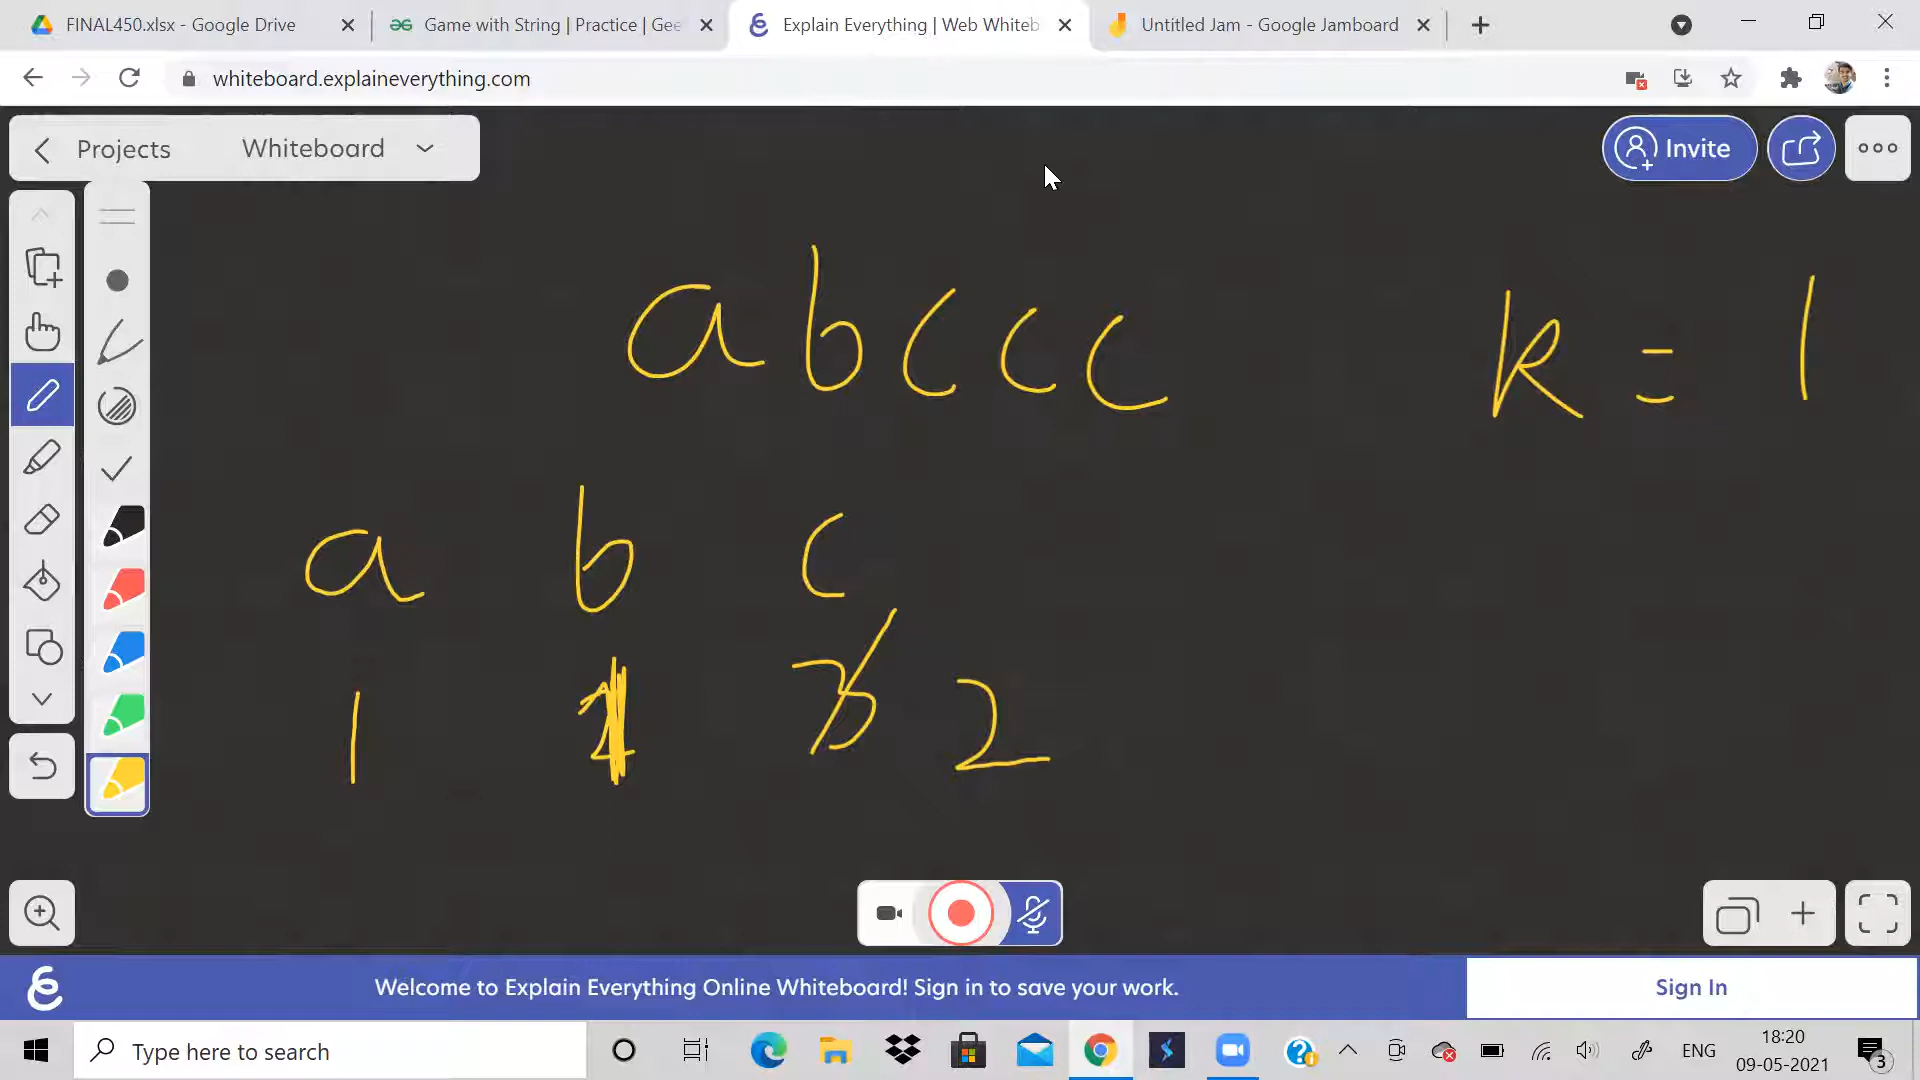 FINAL450.xlsx - Google Drive
Game with String | Practice | Gee
Explain Everything | Web Whiteb
Untitled Jam - Google Jamboard
whiteboard.explaineverything.com
Projects Whiteboard
Invite
abccc k = 1
a b c
1 1 3 2
Welcome to Explain Everything Online Whiteboard! Sign in to save your work.
Sign In
Type here to search
ENG
18:20
09-05-2021
3